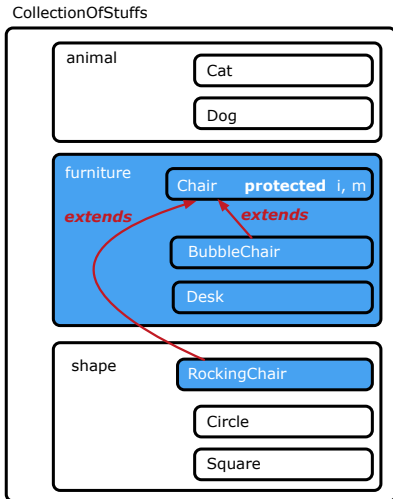 CollectionOfStuffs
animal
Cat
Dog
furniture
Chair protected i, m
extends
extends
BubbleChair
Desk
shape
RockingChair
Circle
Square